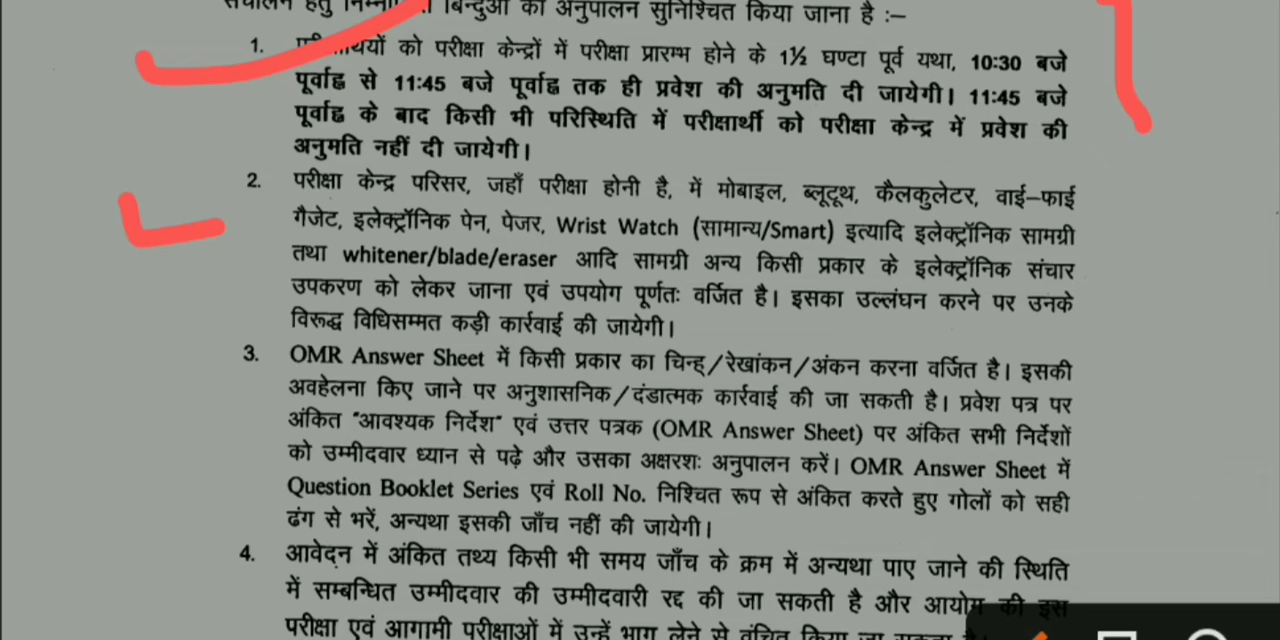 संचालन हेतु बिन्दुओं का अनुपालन सुनिश्चित किया जाना है :–
1. को परीक्षा केन्द्रों में परीक्षा प्रारम्भ होने के 1½ घण्टा पूर्व यथा, 10:30 बजे
पूर्वाह्न से 11:45 बजे पूर्वाह्न तक ही प्रवेश की अनुमति दी जायेगी। 11:45 बजे
पूर्वाह्न के बाद किसी भी परिस्थिति में परीक्षार्थी को परीक्षा केन्द्र में प्रवेश की
अनुमति नहीं दी जायेगी।
2. परीक्षा केन्द्र परिसर, जहाँ परीक्षा होनी है, में मोबाइल, ब्लूटूथ, कैलकुलेटर, वाई–फाई
गैजेट, इलेक्ट्रॉनिक पेन, पेजर, Wrist Watch (सामान्य/Smart) इत्यादि इलेक्ट्रॉनिक सामग्री
तथा whitener/blade/eraser आदि सामग्री अन्य किसी प्रकार के इलेक्ट्रॉनिक संचार
उपकरण को लेकर जाना एवं उपयोग पूर्णतः वर्जित है। इसका उल्लंघन करने पर उनके
विरूद्ध विधिसम्मत कड़ी कार्रवाई की जायेगी।
3. OMR Answer Sheet में किसी प्रकार का चिन्ह्/रेखांकन/अंकन करना वर्जित है। इसकी
अवहेलना किए जाने पर अनुशासनिक/दंडात्मक कार्रवाई की जा सकती है। प्रवेश पत्र पर
अंकित "आवश्यक निर्देश" एवं उत्तर पत्रक (OMR Answer Sheet) पर अंकित सभी निर्देशों
को उम्मीदवार ध्यान से पढ़े और उसका अक्षरशः अनुपालन करें। OMR Answer Sheet में
Question Booklet Series एवं Roll No. निश्चित रूप से अंकित करते हुए गोलों को सही
ढंग से भरें, अन्यथा इसकी जाँच नहीं की जायेगी।
4. आवेदन में अंकित तथ्य किसी भी समय जाँच के क्रम में अन्यथा पाए जाने की स्थिति
में सम्बन्धित उम्मीदवार की उम्मीदवारी रद्द की जा सकती है और आयोग की इस
परीक्षा एवं आगामी परीक्षाओं में उन्हें भाग लेने से वंचित किया जा सकता है।